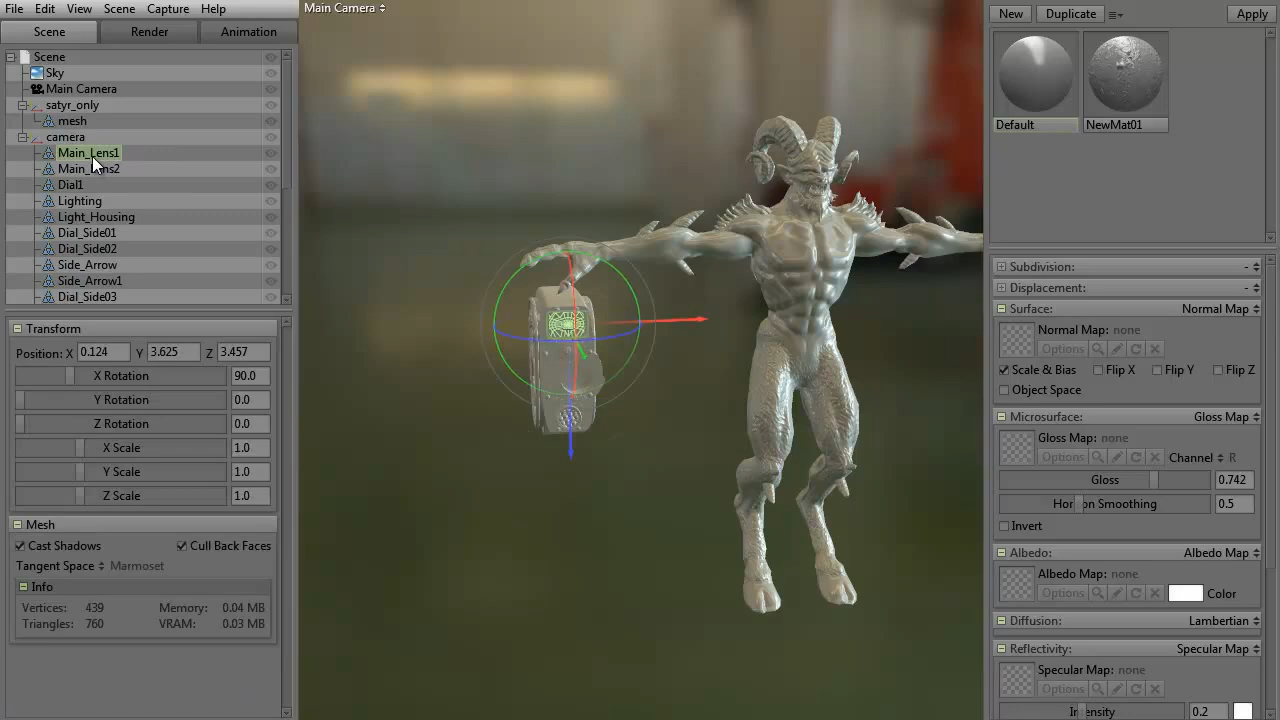 File Edit View Scene Capture Help
Scene Render Animation
Scene
Sky
Main Camera
satyr_only
mesh
camera
Main_Lens1
Dial1
Lighting
Light_Housing
Dial_Side01
Dial_Side02
Side_Arrow
Side_Arrow1
Dial_Side03
Transform
Position: X 0.124 Y 3.625 Z 3.457
X Rotation 90.0
Y Rotation 0.0
Z Rotation 0.0
X Scale 1.0
Y Scale 1.0
Z Scale 1.0
Mesh
Cast Shadows Cull Back Faces
Tangent Space Marmoset
Info
Vertices: 439 Memory: 0.04 MB
Triangles: 760 VRAM: 0.03 MB
Main Camera
New Duplicate Apply
Default NewMat01
Subdivision: -
Displacement: -
Surface: Normal Map
Normal Map: none
Options
Scale & Bias Flip X Flip Y Flip Z
Object Space
Microsurface: Gloss Map
Gloss Map: none
Options Channel R
Gloss 0.742
Smoothing 0.5
Invert
Albedo: Albedo Map
Albedo Map: none
Options Color
Diffusion: Lambertian
Reflectivity: Specular Map
Specular Map: none
Options
Intensity 0.2